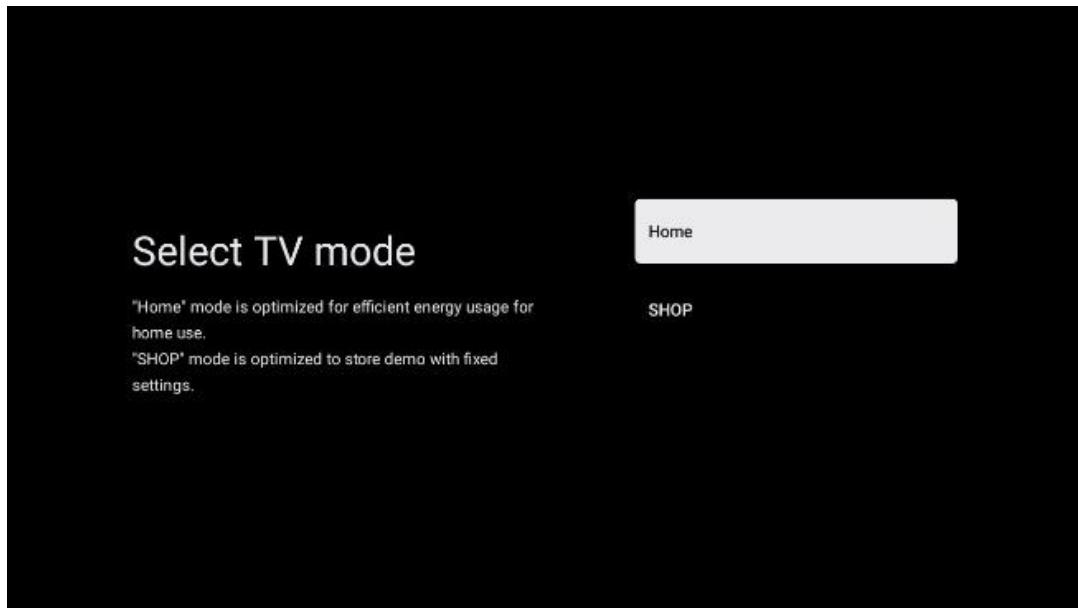 Select TV mode
"Home" mode is optimized for efficient energy usage for
home use.
"SHOP" mode is optimized to store demo with fixed
settings.
Home
SHOP